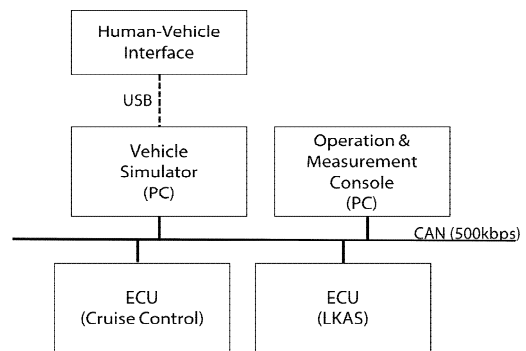 Human-Vehicle
Interface
USB
Vehicle
Simulator
(PC)
Operation &
Measurement
Console
(PC)
CAN (500kbps)
ECU
(Cruise Control)
ECU
(LKAS)